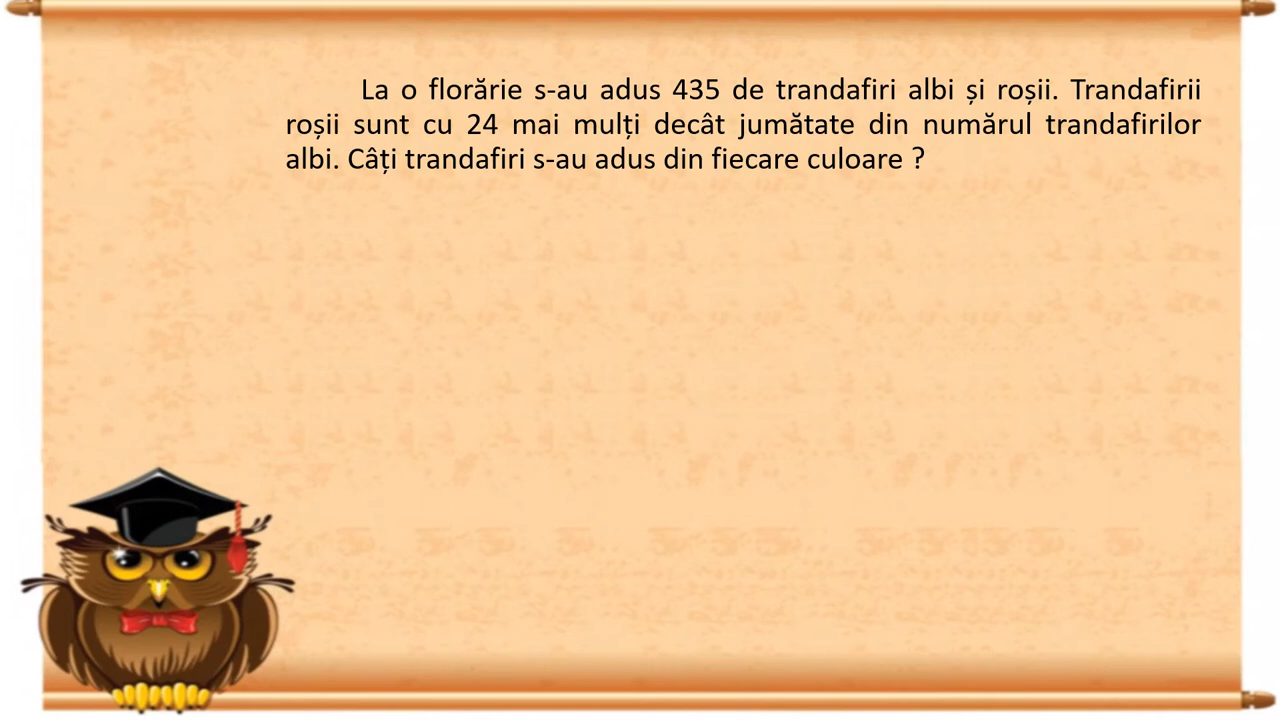 La o florărie s-au adus 435 de trandafiri albi și roșii. Trandafirii
roșii sunt cu 24 mai mulți decât jumătate din numărul trandafirilor
albi. Câți trandafiri s-au adus din fiecare culoare ?